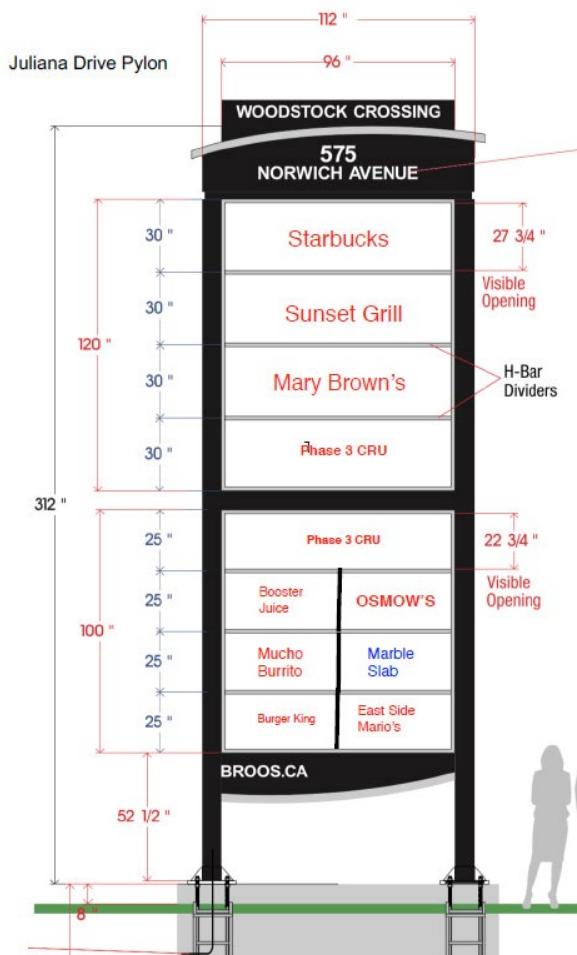 112 "
Juliana Drive Pylon
96 "
WOODSTOCK CROSSING
575
NORWICH AVENUE
30 "
Starbucks
27 3/4 "
Visible
Opening
30 "
Sunset Grill
120 "
30 "
Mary Brown's
H-Bar
Dividers
30 "
Phase 3 CRU
312 "
25 "
Phase 3 CRU
22 3/4 "
Visible
Opening
25 "
Booster
Juice
OSMOW'S
100 "
25 "
Mucho
Burrito
Marble
Slab
25 "
Burger King
East Side
Mario's
BROOS.CA
52 1/2 "
8 "